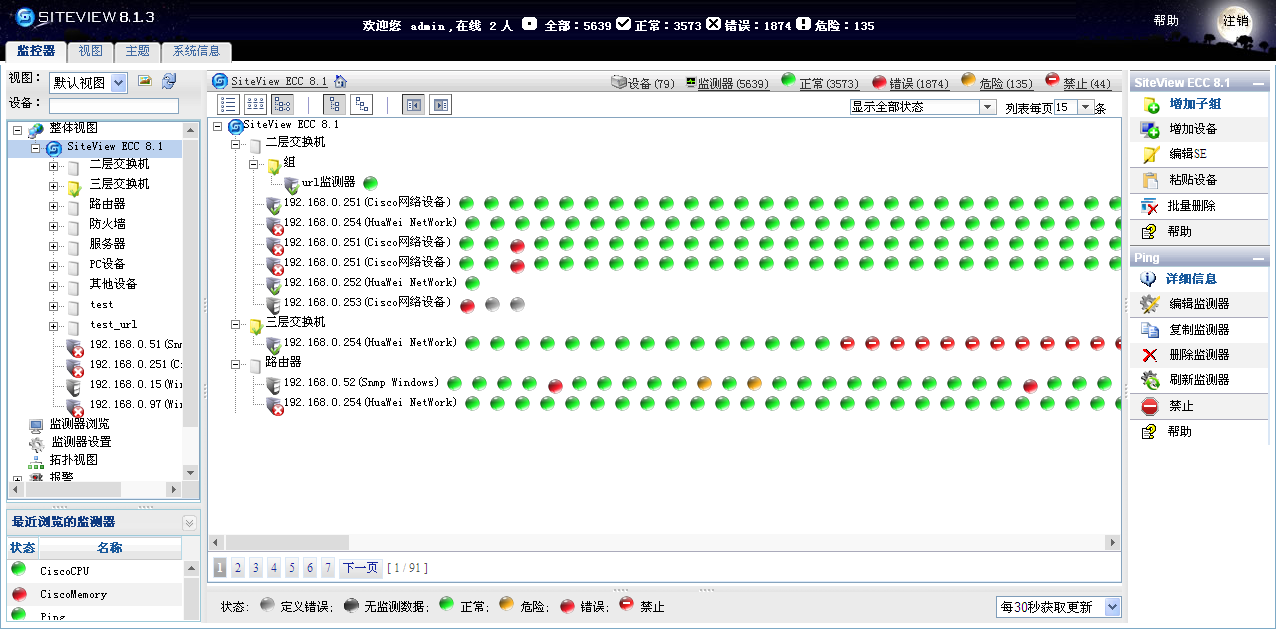 SITEVIEW 8.1.3
欢迎您 admin,在线 2 人 全部：5639 正常：3573 错误：1874 危险：135
帮助 注销
监控器 视图 主题 系统信息
视图： 默认视图
设备：
整体视图
SiteView ECC 8.1
二层交换机
三层交换机
路由器
防火墙
服务器
PC设备
其他设备
test
test_url
192.168.0.51(Snm
192.168.0.251(C:
192.168.0.15(Win
192.168.0.97(Win
监测器浏览
监测器设置
拓扑视图
报警
最近浏览的监测器
状态 名称
CiscoCPU
CiscoMemory
Ping
SiteView ECC 8.1 设备(79) 监测器(5639) 正常(3573) 错误(1874) 危险(135) 禁止(44)
显示全部状态 列表每页15条
SiteView ECC 8.1
二层交换机
组
url监测器
192.168.0.251(Cisco网络设备)
192.168.0.254(HuaWei NetWork)
192.168.0.251(Cisco网络设备)
192.168.0.251(Cisco网络设备)
192.168.0.252(HuaWei NetWork)
192.168.0.253(Cisco网络设备)
三层交换机
192.168.0.254(HuaWei NetWork)
路由器
192.168.0.52(Snmp Windows)
192.168.0.254(HuaWei NetWork)
1 2 3 4 5 6 7 下一页 [ 1 / 91 ]
状态： 定义错误; 无监测数据; 正常; 危险; 错误; 禁止
每30秒获取更新
SiteView ECC 8.1
增加子组
增加设备
编辑SE
粘贴设备
批量删除
帮助
Ping
详细信息
编辑监测器
复制监测器
删除监测器
刷新监测器
禁止
帮助